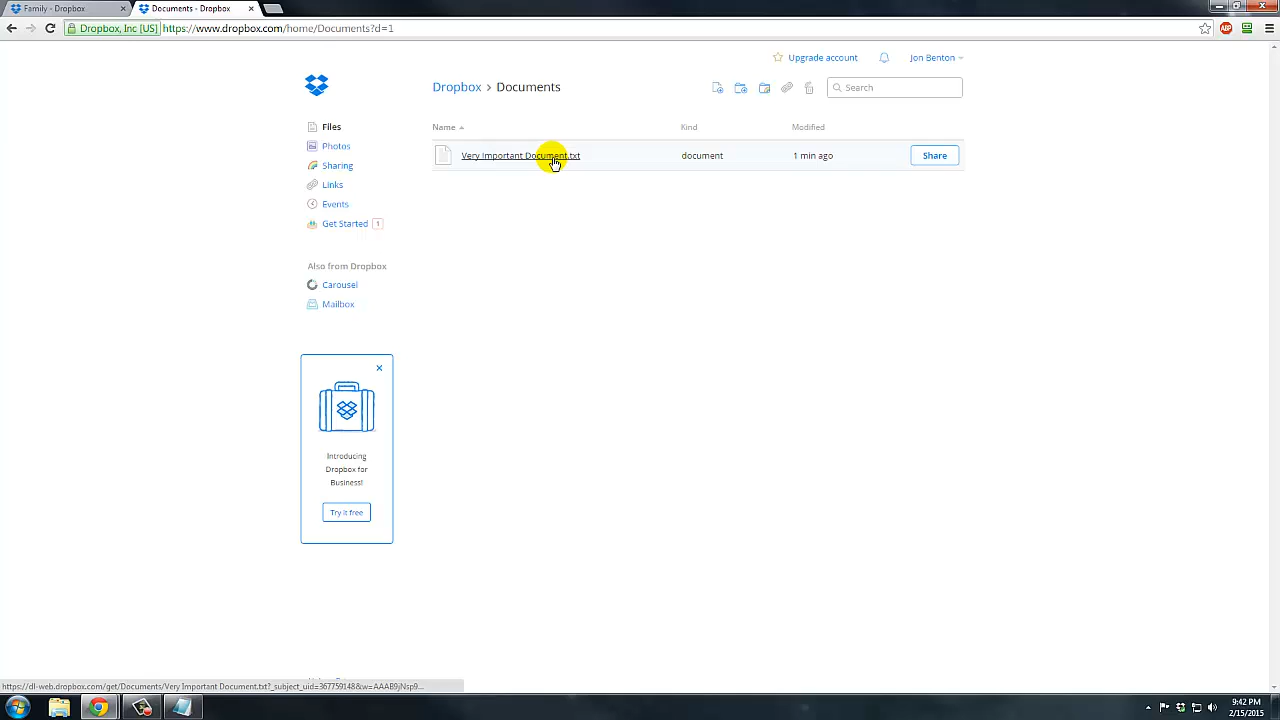 Family - Dropbox
Documents - Dropbox
Dropbox, Inc [US] https://www.dropbox.com/home/Documents?d=1
Upgrade account
Jon Benton
Dropbox › Documents
Search
Files
Photos
Sharing
Links
Events
Get Started 1
Name
Kind
Modified
Very Important Document.txt
document
1 min ago
Share
Also from Dropbox
Carousel
Mailbox
Introducing
Dropbox for
Business!
Try it free
https://dl-web.dropbox.com/get/Documents/Very Important Document.txt?_subject_uid=367759148&w=AAAB9jNsp9...
9:42 PM
2/15/2015